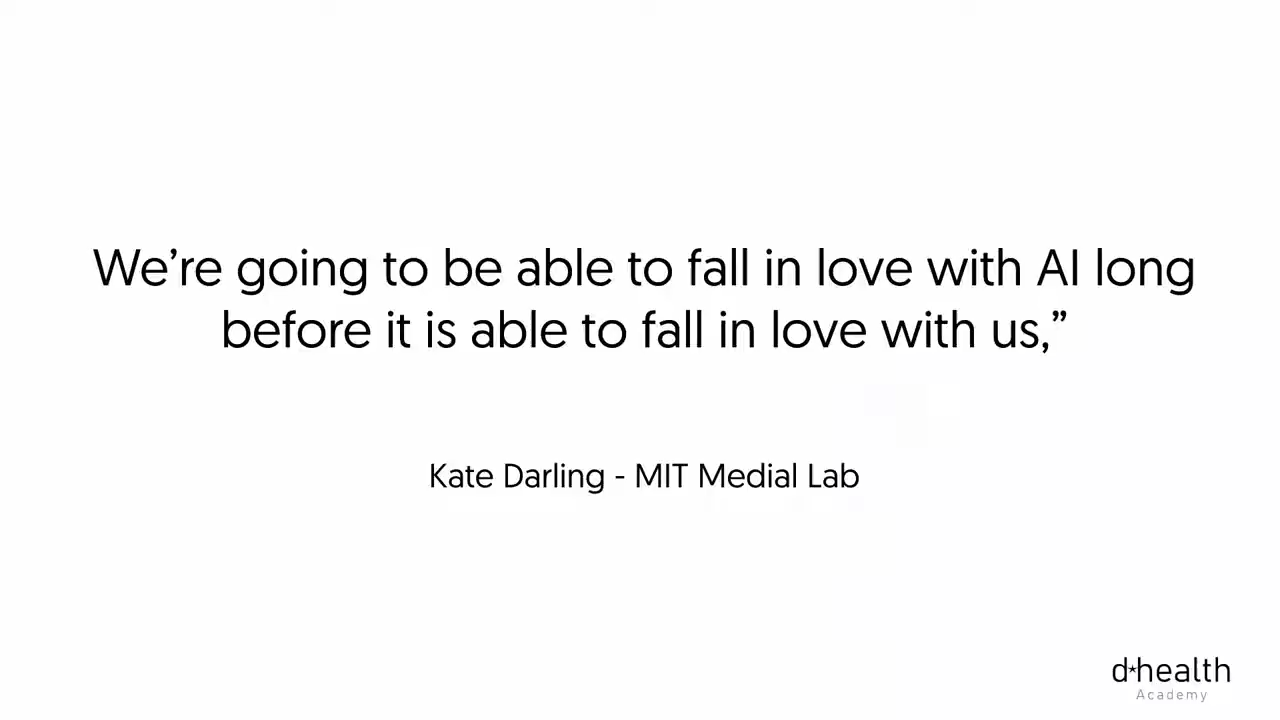 We’re going to be able to fall in love with AI long
before it is able to fall in love with us,”
Kate Darling - MIT Medial Lab
d*health
Academy